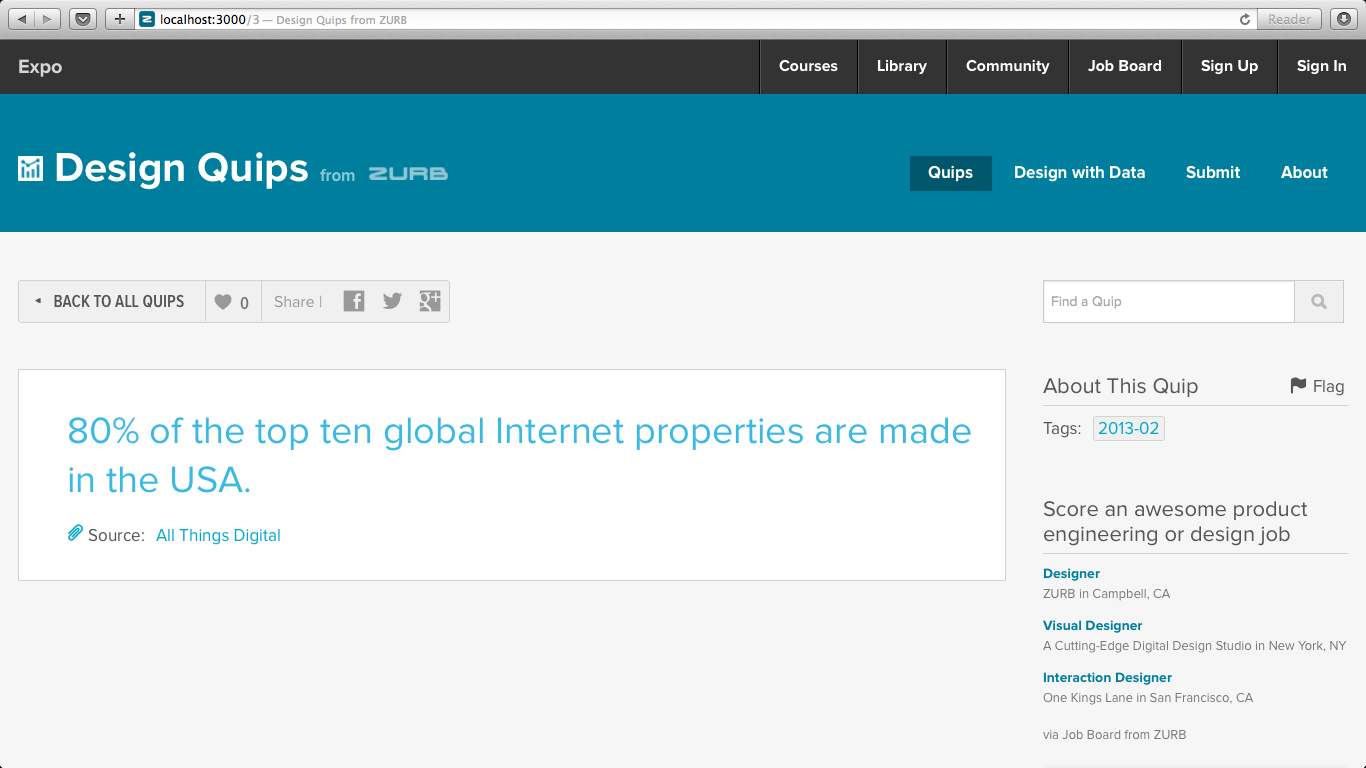 localhost:3000/3 — Design Quips from ZURB
Reader
Expo
Courses
Library
Community
Job Board
Sign Up
Sign In
Design Quips from ZURB
Quips
Design with Data
Submit
About
BACK TO ALL QUIPS
0
Share |
Find a Quip
80% of the top ten global Internet properties are made
in the USA.
Source: All Things Digital
About This Quip
Flag
Tags: 2013-02
Score an awesome product
engineering or design job
Designer
ZURB in Campbell, CA
Visual Designer
A Cutting-Edge Digital Design Studio in New York, NY
Interaction Designer
One Kings Lane in San Francisco, CA
via Job Board from ZURB